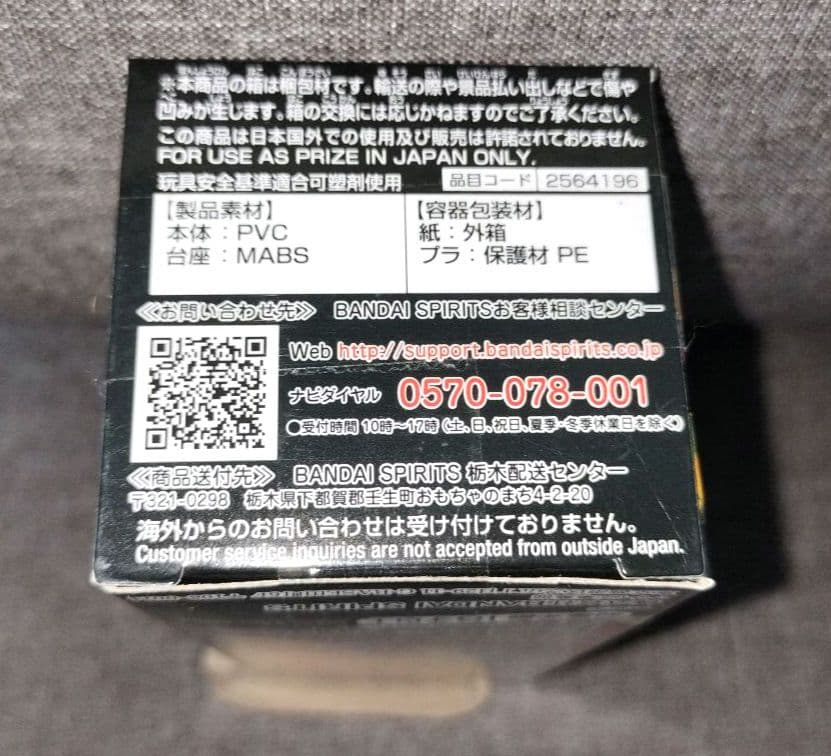 ※本商品の箱は梱包材です。輸送の際や景品払い出しなどで傷や
凹みが生じます。箱の交換には応じかねますのでご了承ください。
この商品は日本国外での使用及び販売は許諾されておりません。
FOR USE AS PRIZE IN JAPAN ONLY.
玩具安全基準適合可塑剤使用 品目コード 2564196
【製品素材】
本体：PVC
台座：MABS
【容器包装材】
紙：外箱
プラ：保護材 PE
≪お問い合わせ先≫ BANDAI SPIRITSお客様相談センター
Web http://support.bandaispirits.co.jp
ナビダイヤル 0570-078-001
●受付時間 10時〜17時（土、日、祝日、夏季・冬季休業日を除く）
≪商品送付先≫ BANDAI SPIRITS 栃木配送センター
〒321-0298 栃木県下都賀郡壬生町おもちゃのまち4-2-20
海外からのお問い合わせは受け付けておりません。
Customer service inquiries are not accepted from outside Japan.